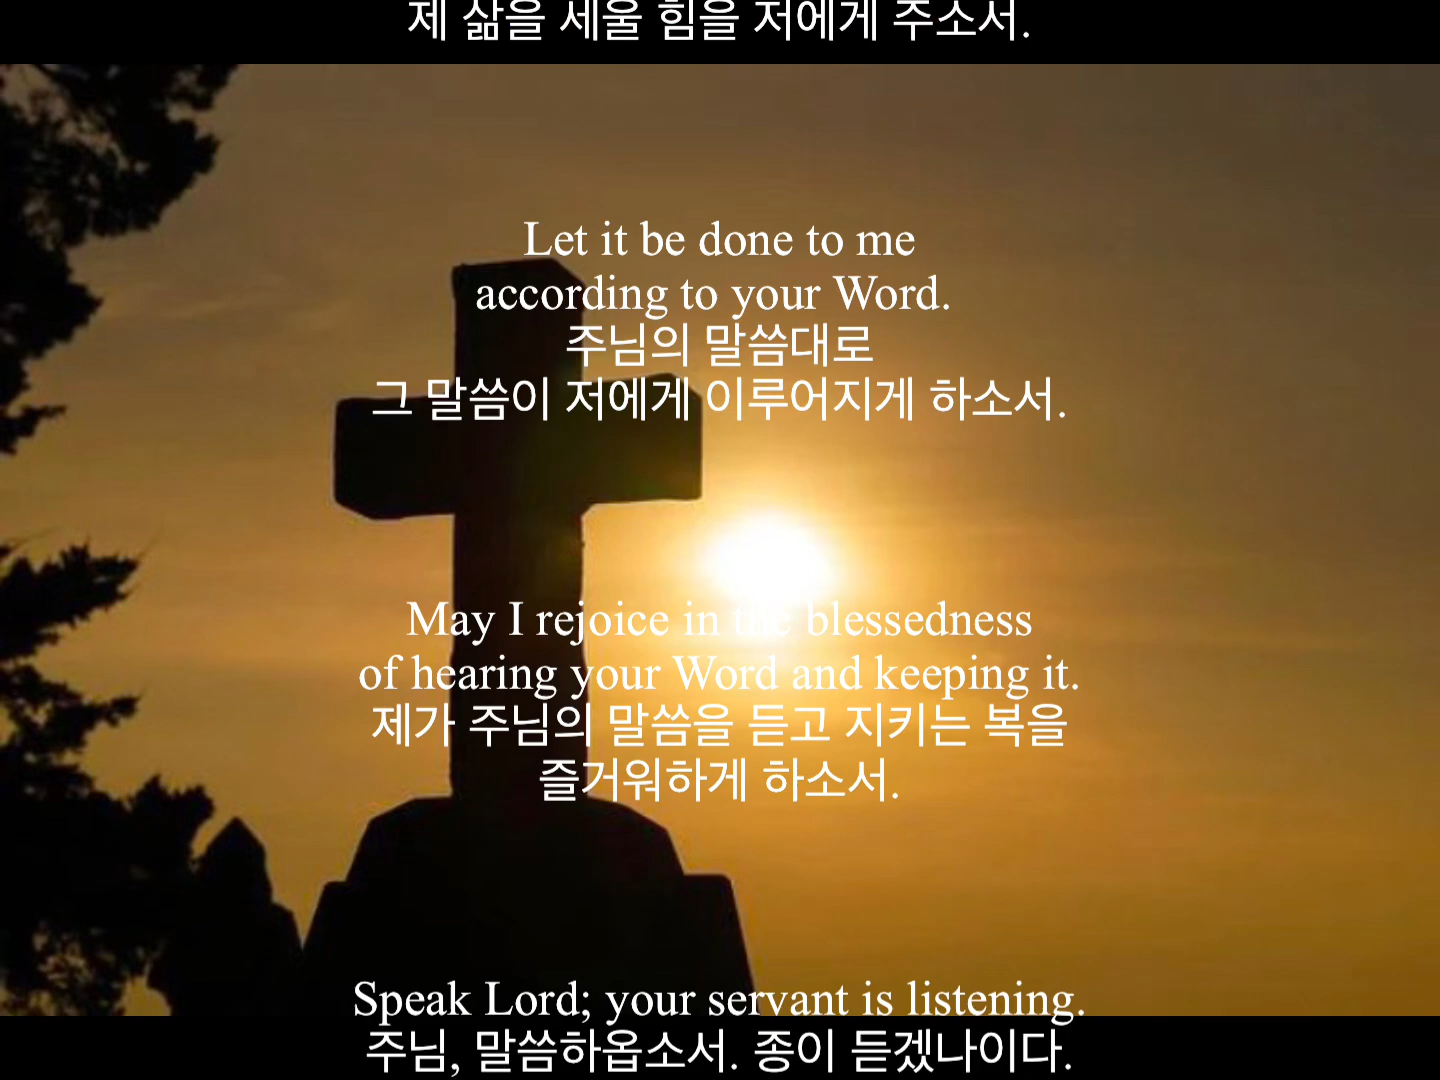 제 삶을 세울 힘을 저에게 주소서.
Let it be done to me
according to your Word.
주님의 말씀대로
그 말씀이 저에게 이루어지게 하소서.
May I rejoice in the blessedness
of hearing your Word and keeping it.
제가 주님의 말씀을 듣고 지키는 복을
즐거워하게 하소서.
Speak Lord; your servant is listening.
주님, 말씀하옵소서. 종이 듣겠나이다.